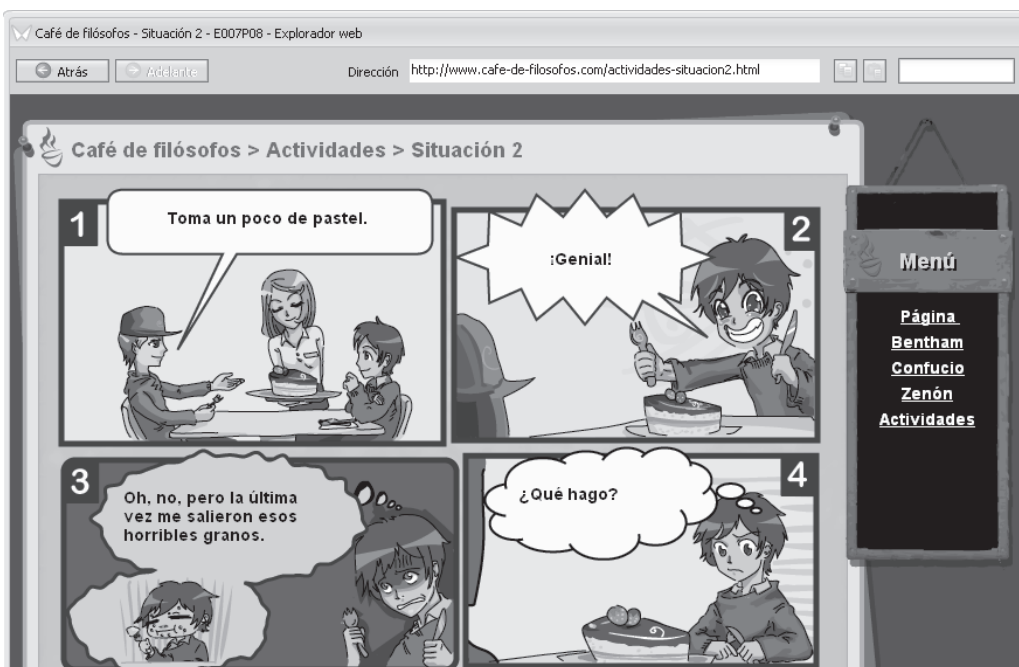 Café de filósofos - Situación 2 - E007P08 - Explorador web
Atrás
Adelante
Dirección
http://www.cafe-de-filosofos.com/actividades-situacion2.html
Café de filósofos > Actividades > Situación 2
1
Toma un poco de pastel.
2
¡Genial!
3
Oh, no, pero la última
vez me salieron esos
horribles granos.
4
¿Qué hago?
Menú
Página
Bentham
Confucio
Zenón
Actividades